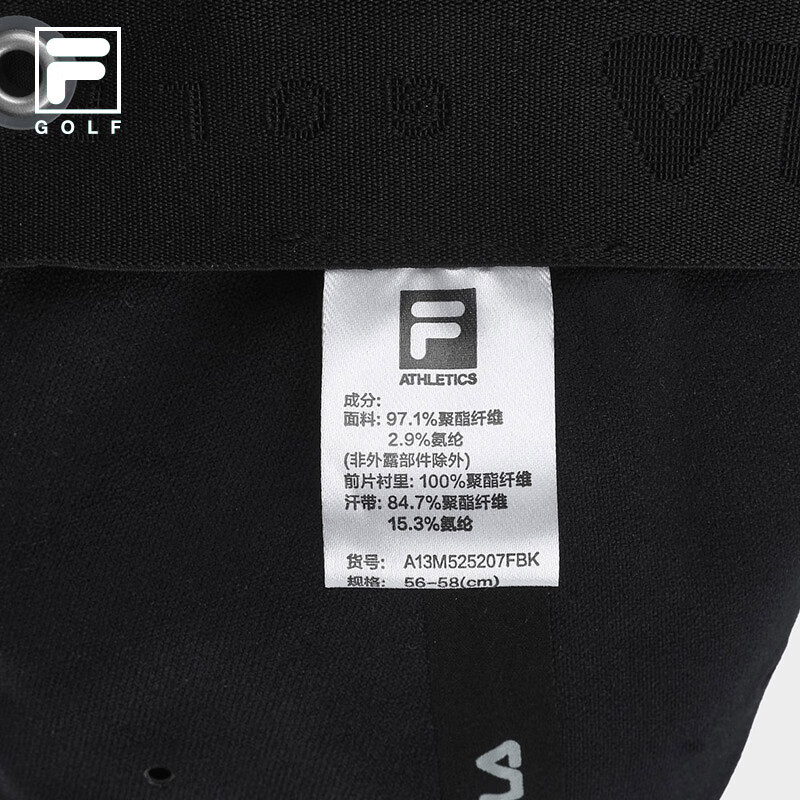 F
GOLF
GOLF
F
ATHLETICS
成分:
面料: 97.1%聚酯纤维
2.9%氨纶
(非外露部件除外)
前片衬里: 100%聚酯纤维
汗带: 84.7%聚酯纤维
15.3%氨纶
货号: A13M525207FBK
规格: 56-58(cm)
LA